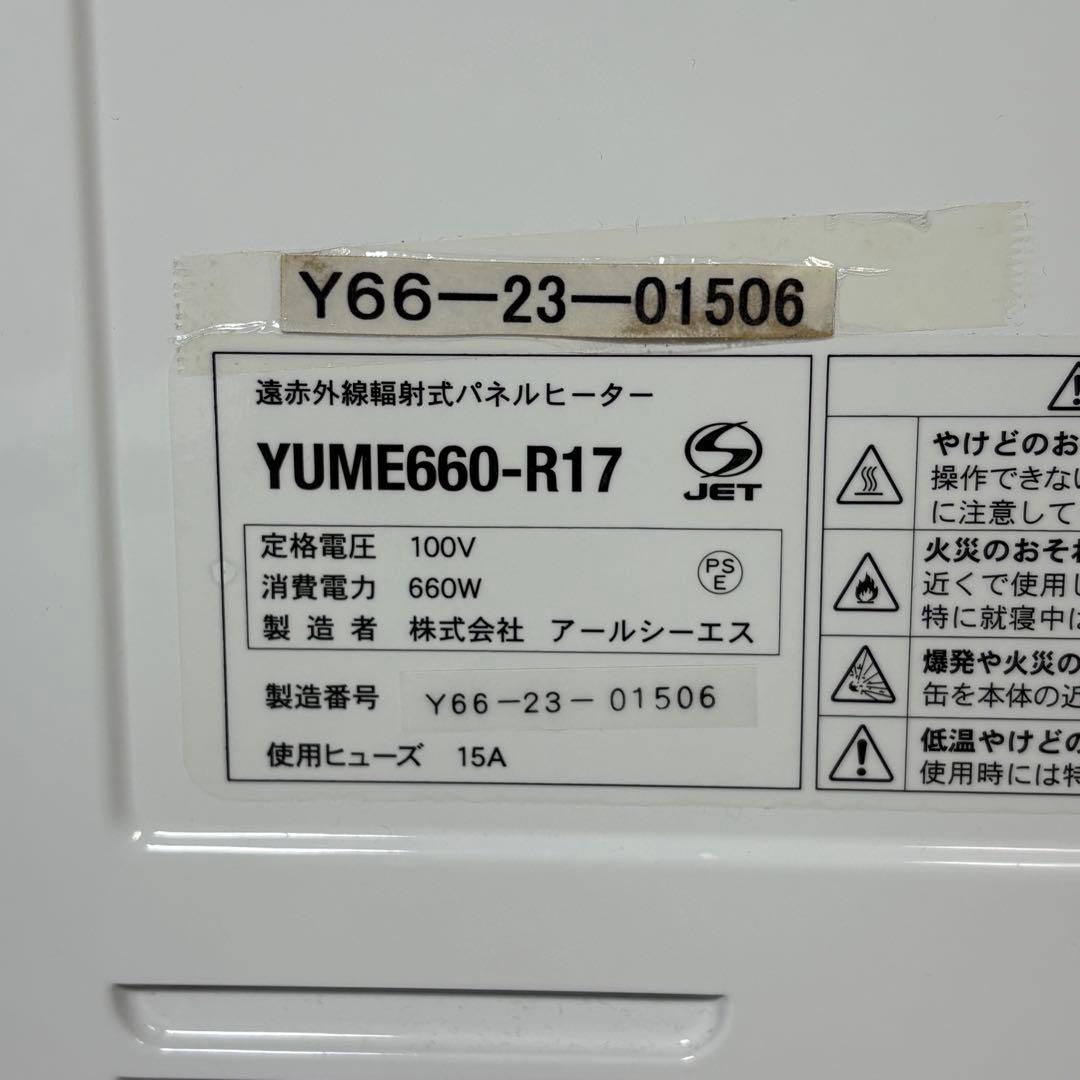 Y66-23-01506
遠赤外線輻射式パネルヒーター
YUME660-R17
JET
定格電圧 100V
消費電力 660W
PS
E
製造者 株式会社 アールシーエス
製造番号 Y66-23-01506
使用ヒューズ 15A
やけどのお
操作できない
に注意して
火災のおそれ
近くで使用し
特に就寝中は
爆発や火災の
缶を本体の近
低温やけどの
使用時には特